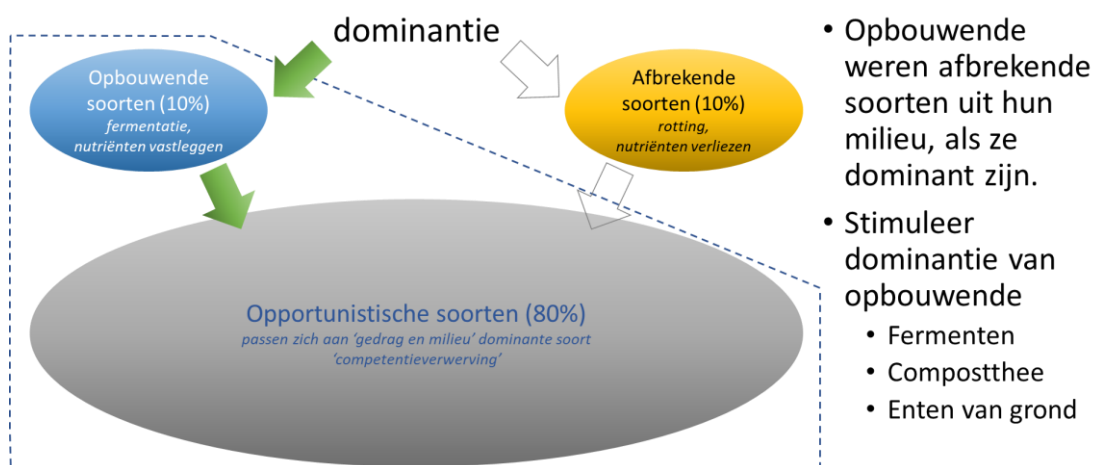 dominantie
Opbouwende
soorten (10%)
fermentatie,
nutriënten vastleggen
Afbrekende
soorten (10%)
rotting,
nutriënten verliezen
Opportunistische soorten (80%)
passen zich aan ‘gedrag en milieu’ dominante soort
‘competentieverwerving’
• Opbouwende
weren afbrekende
soorten uit hun
milieu, als ze
dominant zijn.
• Stimuleer
dominantie van
opbouwende
• Fermenten
• Compostthee
• Enten van grond